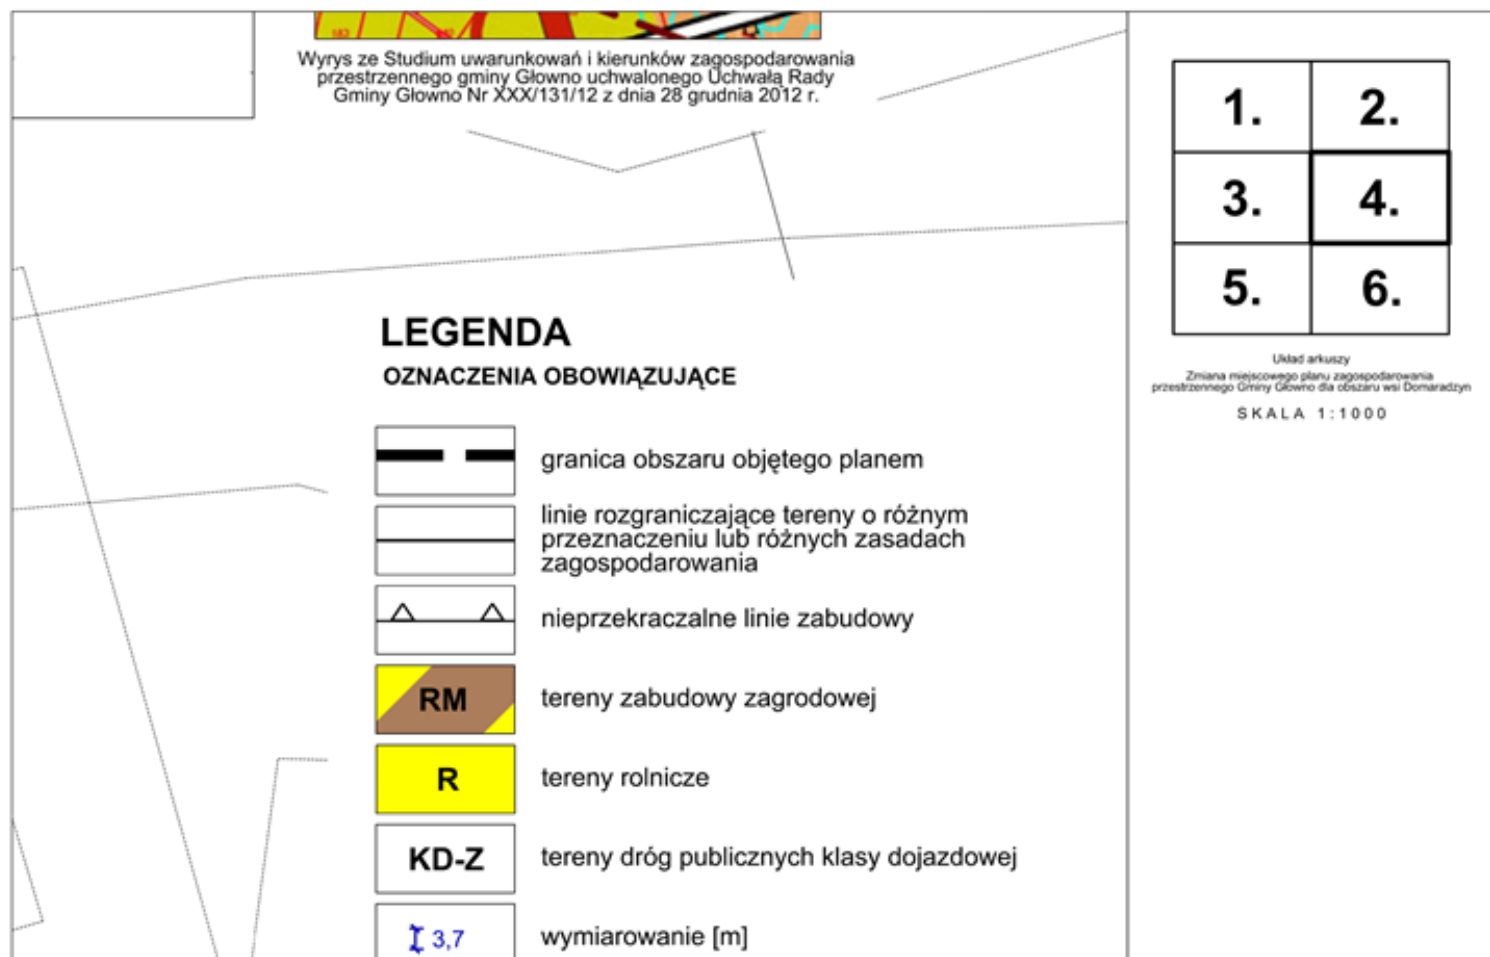 Wyrys ze Studium uwarunkowań i kierunków zagospodarowania
przestrzennego gminy Głowno uchwalonego Uchwałą Rady
Gminy Głowno Nr XXX/131/12 z dnia 28 grudnia 2012 r.
LEGENDA
OZNACZENIA OBOWIĄZUJĄCE
granica obszaru objętego planem
linie rozgraniczające tereny o różnym
przeznaczeniu lub różnych zasadach
zagospodarowania
nieprzekraczalne linie zabudowy
RM tereny zabudowy zagrodowej
R tereny rolnicze
KD-Z tereny dróg publicznych klasy dojazdowej
3,7 wymiarowanie [m]
1. 2.
3. 4.
5. 6.
Układ arkuszy
Zmiana miejscowego planu zagospodarowania
przestrzennego Gminy Głowno dla obszaru wsi Domaradzyn
SKALA 1:1000